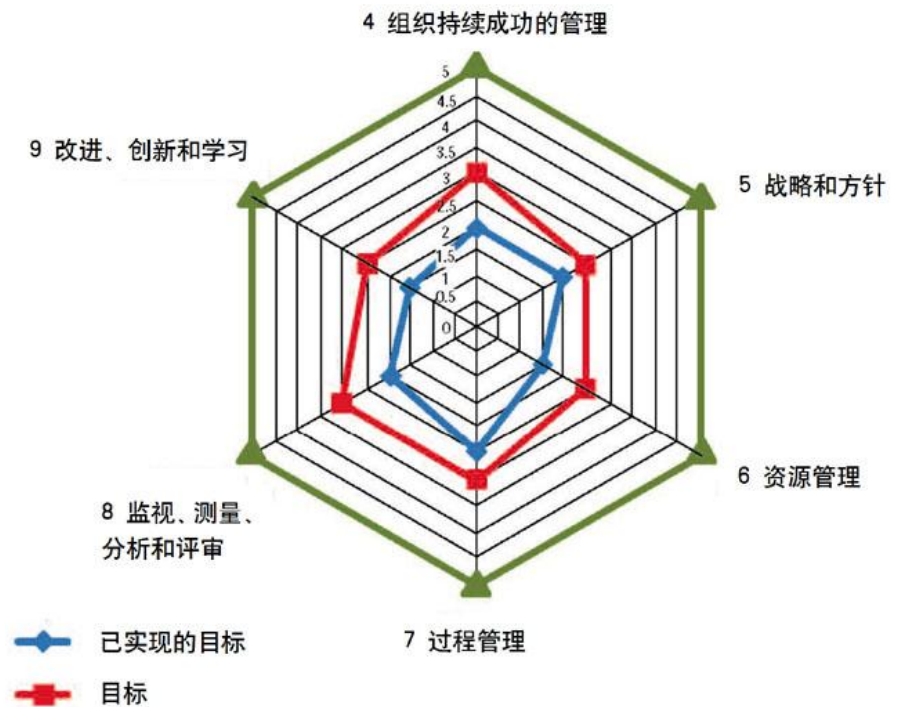 4 组织持续成功的管理
5
4.5
4
3.5
3
2.5
2
1.5
1
0.5
0
9 改进、创新和学习
5 战略和方针
6 资源管理
8 监视、测量、
分析和评审
7 过程管理
已实现的目标
目标